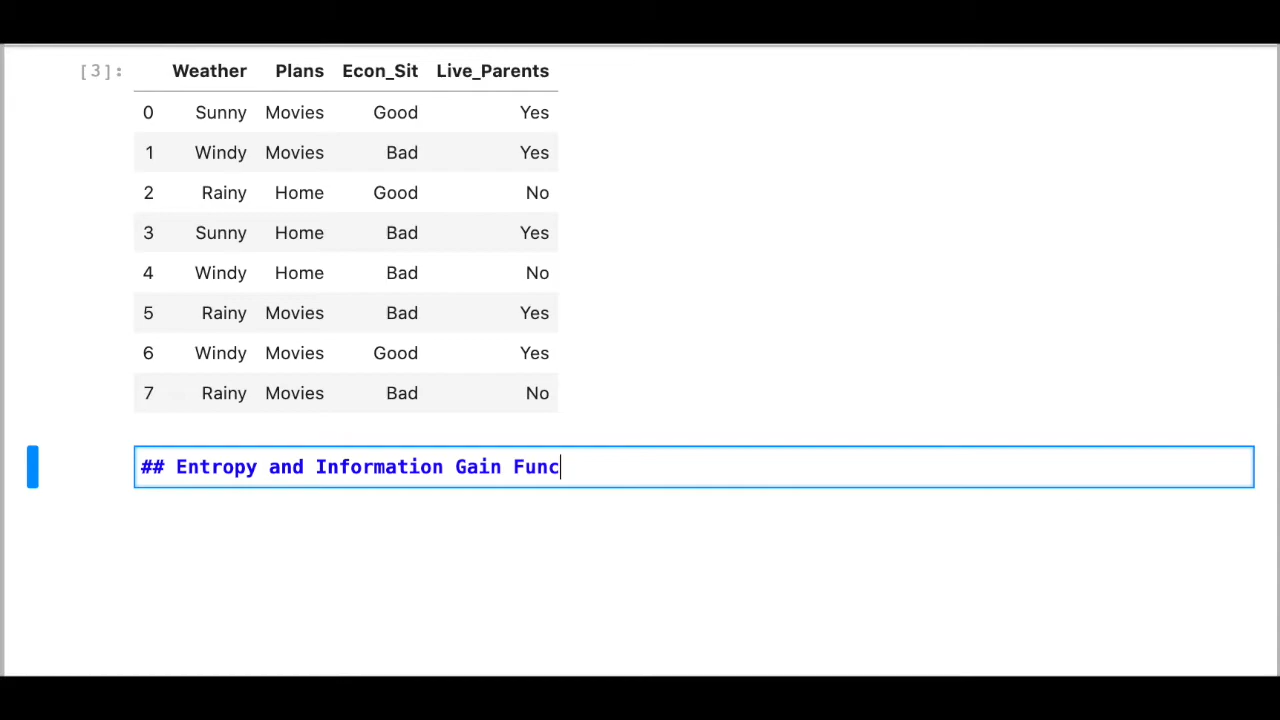 [3]: Weather Plans Econ_Sit Live_Parents
0 Sunny Movies Good Yes
1 Windy Movies Bad Yes
2 Rainy Home Good No
3 Sunny Home Bad Yes
4 Windy Home Bad No
5 Rainy Movies Bad Yes
6 Windy Movies Good Yes
7 Rainy Movies Bad No
## Entropy and Information Gain Func